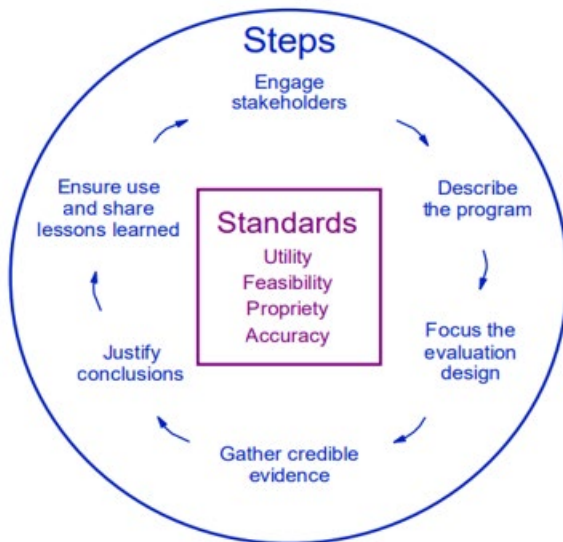 Steps
Engage
stakeholders
Describe
the program
Focus the
evaluation
design
Gather credible
evidence
Justify
conclusions
Ensure use
and share
lessons learned
Standards
Utility
Feasibility
Propriety
Accuracy